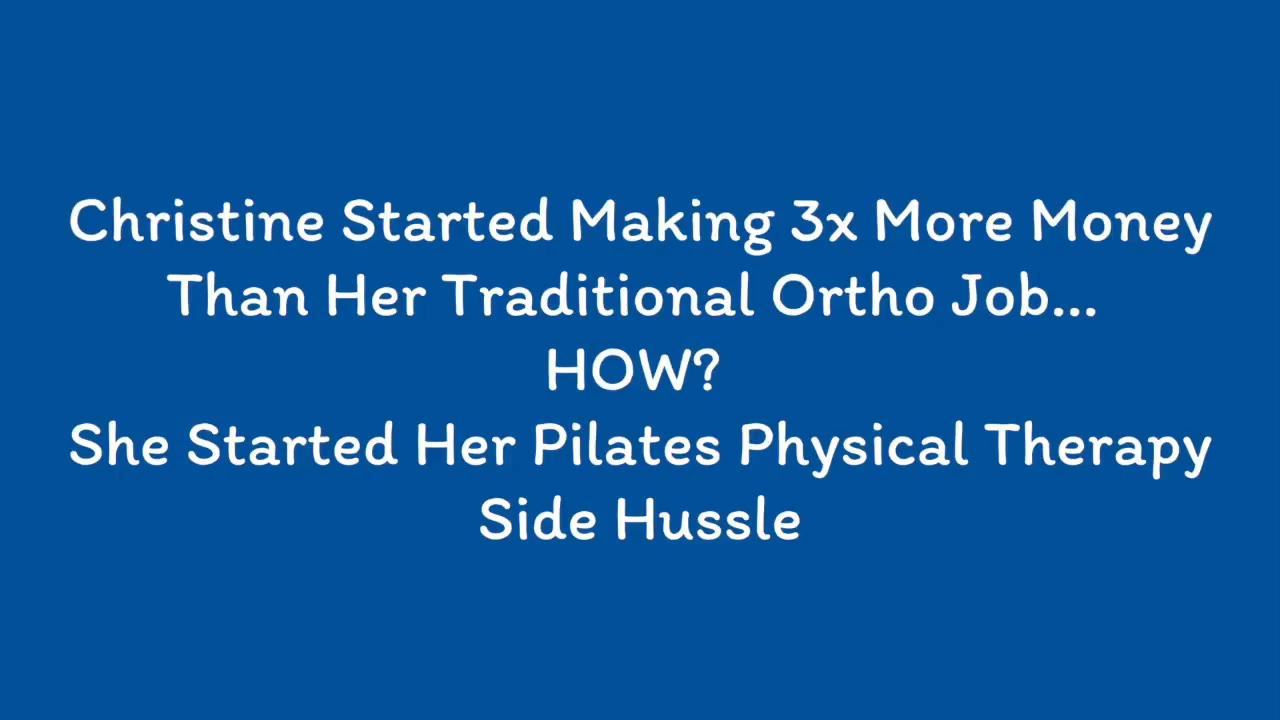 Christine Started Making 3x More Money
Than Her Traditional Ortho Job...
HOW?
She Started Her Pilates Physical Therapy
Side Hussle